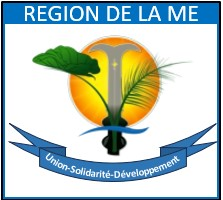 REGION DE LA ME
Union-Solidarité-Développement